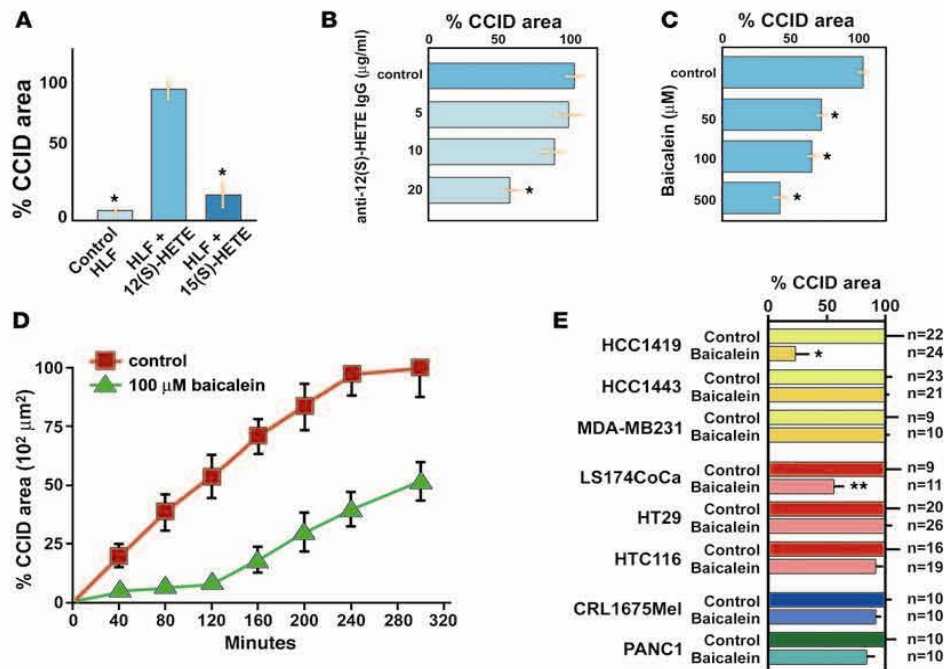 A
% CCID area
100
50
0
*
*
Control HLF
HLF + 12(S)-HETE
HLF + 15(S)-HETE
B
% CCID area
0 50 100
anti-12(S)-HETE IgG (µg/ml)
control
5
10
20
*
C
% CCID area
0 50 100
Baicalein (µM)
control
50
*
100
*
500
*
D
control
100 µM baicalein
% CCID area (10² µm²)
100
75
50
25
0
0 40 80 120 160 200 240 280 320
Minutes
E
% CCID area
0 50 100
HCC1419
Control n=22
Baicalein * n=24
HCC1443
Control n=23
Baicalein n=21
MDA-MB231
Control n=9
Baicalein n=10
LS174CoCa
Control n=9
Baicalein ** n=11
HT29
Control n=20
Baicalein n=26
HTC116
Control n=16
Baicalein n=19
CRL1675Mel
Control n=10
Baicalein n=10
PANC1
Control n=10
Baicalein n=10